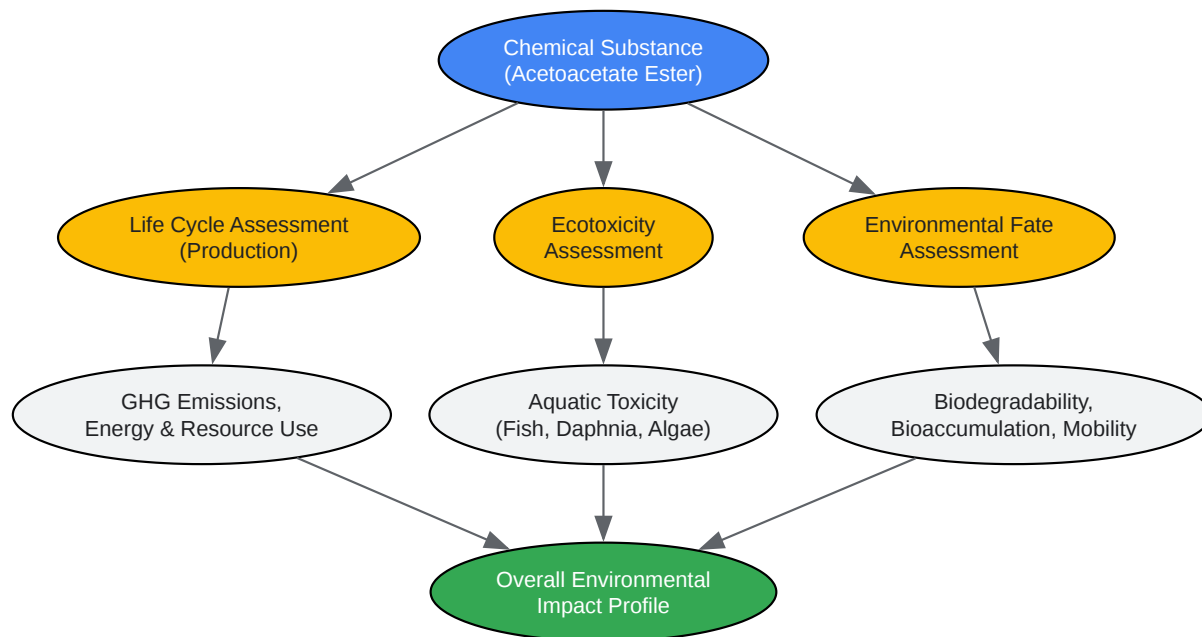 Chemical Substance
(Acetoacetate Ester)
Life Cycle Assessment
(Production)
Ecotoxicity
Assessment
Environmental Fate
Assessment
GHG Emissions,
Energy & Resource Use
Aquatic Toxicity
(Fish, Daphnia, Algae)
Biodegradability,
Bioaccumulation, Mobility
Overall Environmental
Impact Profile